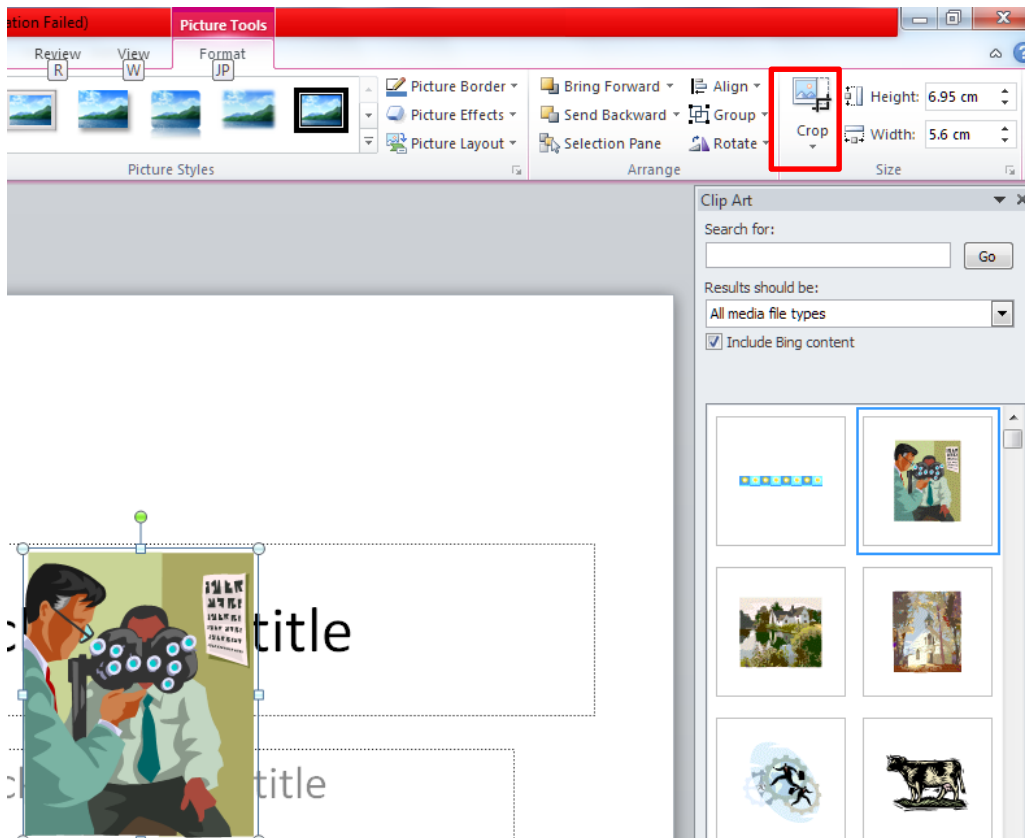 ation Failed)
Picture Tools
Review View Format
R W JP
Picture Border
Picture Effects
Picture Layout
Picture Styles
Bring Forward
Send Backward
Selection Pane
Align
Group
Rotate
Arrange
Crop
Height: 6.95 cm
Width: 5.6 cm
Size
Clip Art
Search for:
Go
Results should be:
All media file types
Include Bing content
title
title